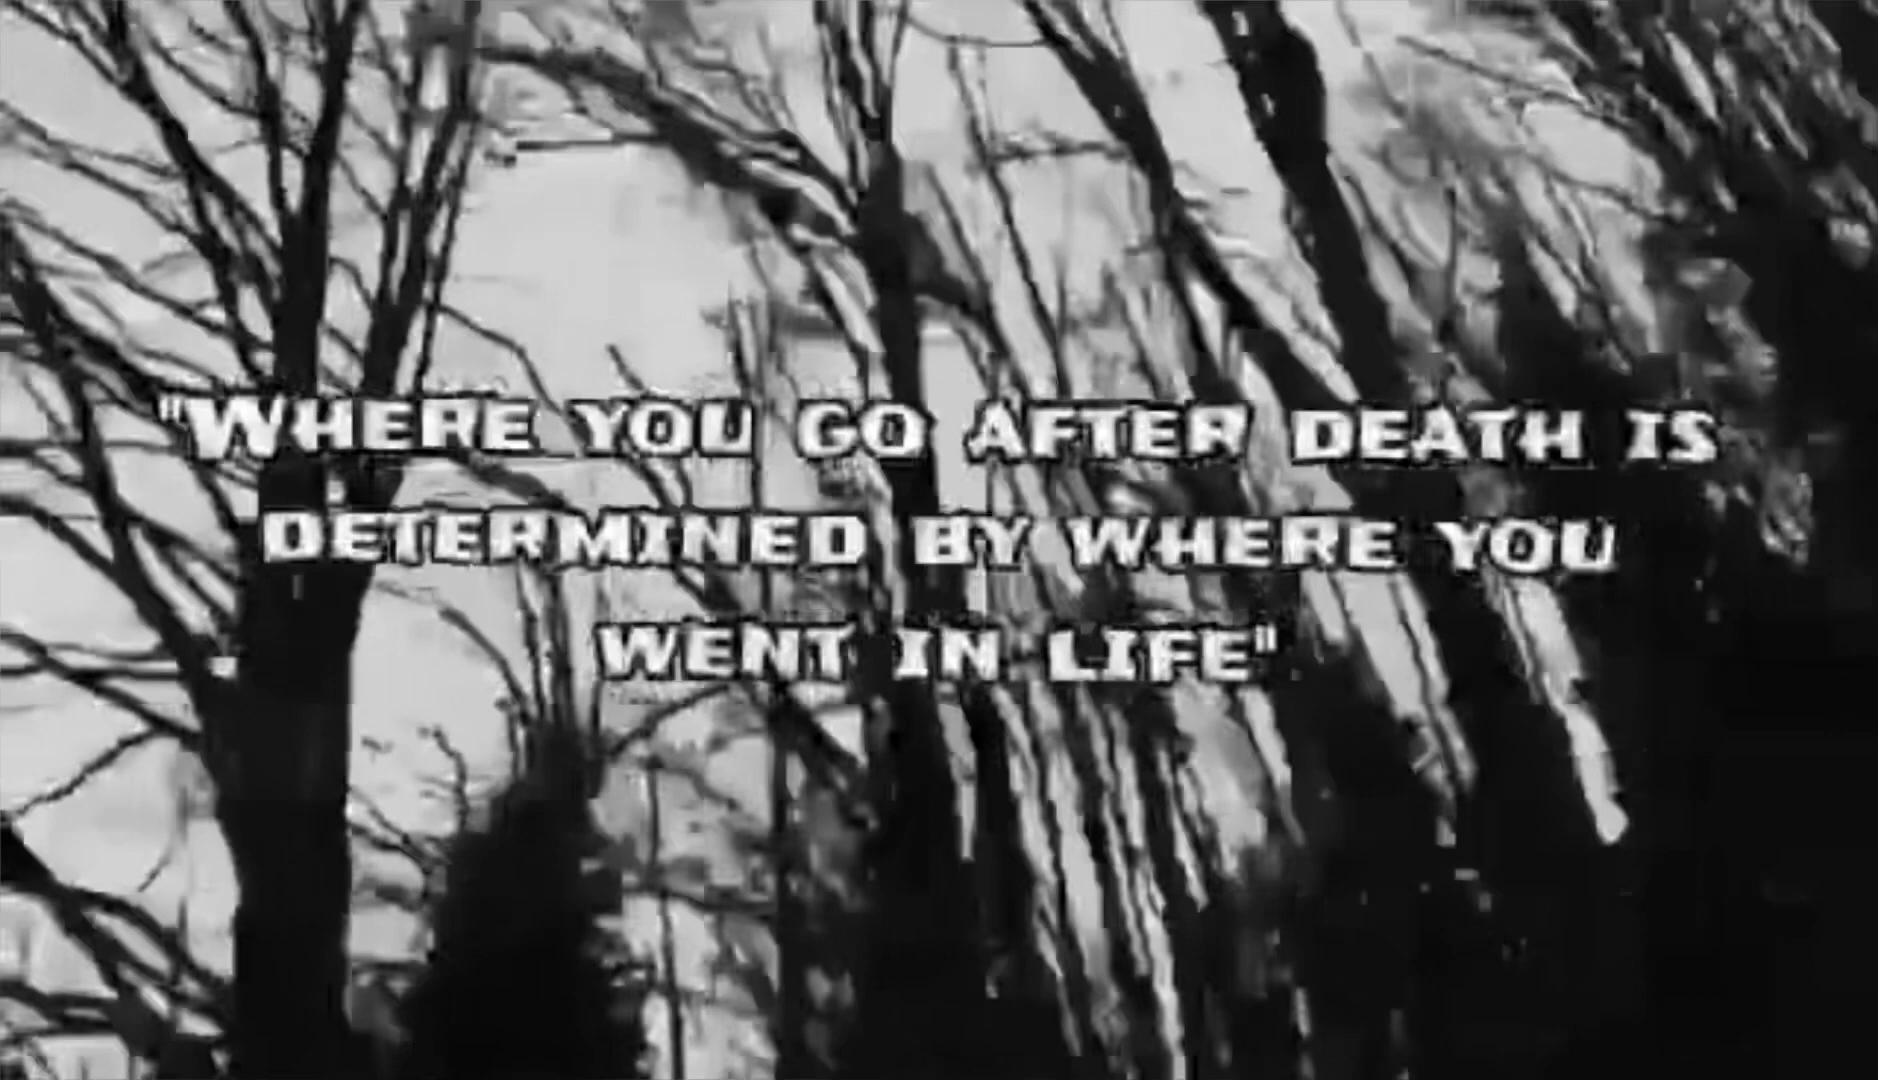 "WHERE YOU GO AFTER DEATH IS
DETERMINED BY WHERE YOU
WENT IN LIFE"